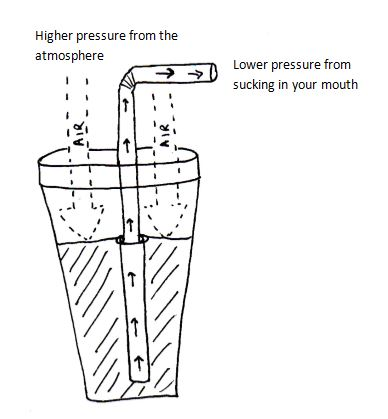 Higher pressure from the
atmosphere
Lower pressure from
sucking in your mouth
AIR
AIR